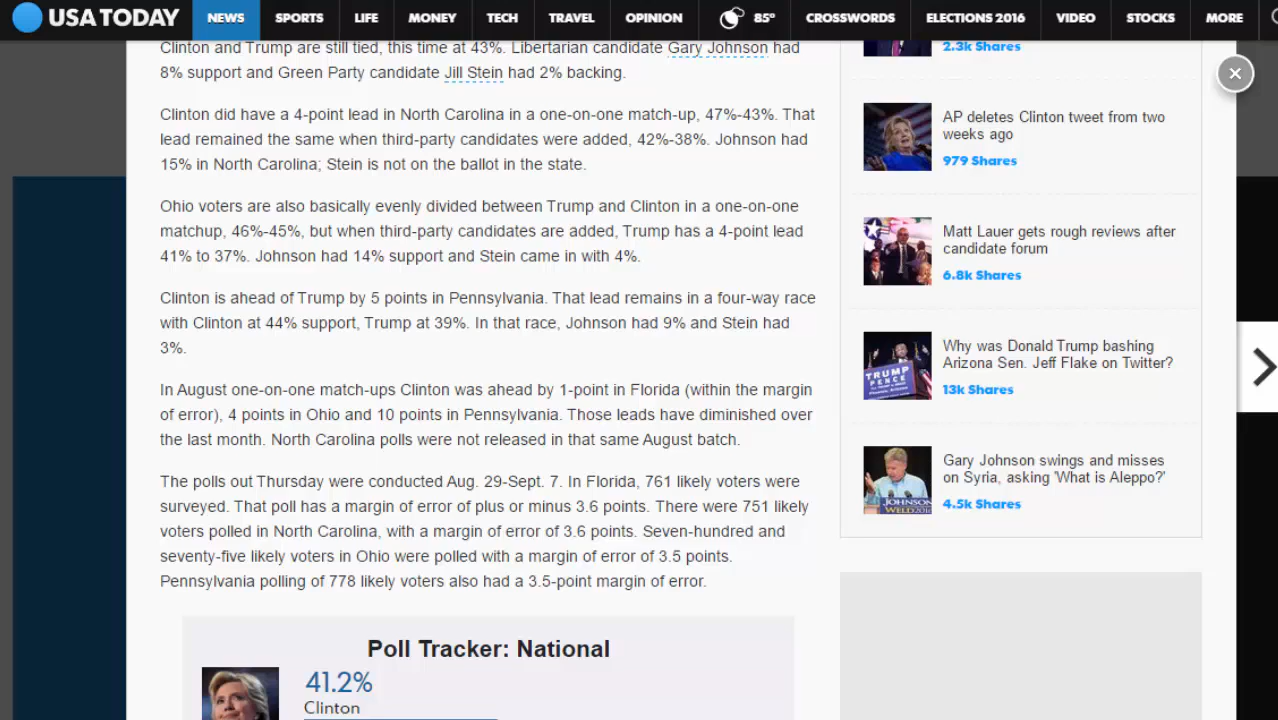 USA TODAY
NEWS
SPORTS
LIFE
MONEY
TECH
TRAVEL
OPINION
85°
CROSSWORDS
ELECTIONS 2016
VIDEO
STOCKS
MORE
Clinton and Trump are still tied, this time at 43%. Libertarian candidate Gary Johnson had
8% support and Green Party candidate Jill Stein had 2% backing.
Clinton did have a 4-point lead in North Carolina in a one-on-one match-up, 47%-43%. That
lead remained the same when third-party candidates were added, 42%-38%. Johnson had
15% in North Carolina; Stein is not on the ballot in the state.
Ohio voters are also basically evenly divided between Trump and Clinton in a one-on-one
matchup, 46%-45%, but when third-party candidates are added, Trump has a 4-point lead
41% to 37%. Johnson had 14% support and Stein came in with 4%.
Clinton is ahead of Trump by 5 points in Pennsylvania. That lead remains in a four-way race
with Clinton at 44% support, Trump at 39%. In that race, Johnson had 9% and Stein had
3%.
In August one-on-one match-ups Clinton was ahead by 1-point in Florida (within the margin
of error), 4 points in Ohio and 10 points in Pennsylvania. Those leads have diminished over
the last month. North Carolina polls were not released in that same August batch.
The polls out Thursday were conducted Aug. 29-Sept. 7. In Florida, 761 likely voters were
surveyed. That poll has a margin of error of plus or minus 3.6 points. There were 751 likely
voters polled in North Carolina, with a margin of error of 3.6 points. Seven-hundred and
seventy-five likely voters in Ohio were polled with a margin of error of 3.5 points.
Pennsylvania polling of 778 likely voters also had a 3.5-point margin of error.
Poll Tracker: National
41.2%
Clinton
2.3k Shares
AP deletes Clinton tweet from two
weeks ago
979 Shares
Matt Lauer gets rough reviews after
candidate forum
6.8k Shares
TRUMP
PENCE
Why was Donald Trump bashing
Arizona Sen. Jeff Flake on Twitter?
13k Shares
JOHNSON
WELD 2016
Gary Johnson swings and misses
on Syria, asking 'What is Aleppo?'
4.5k Shares